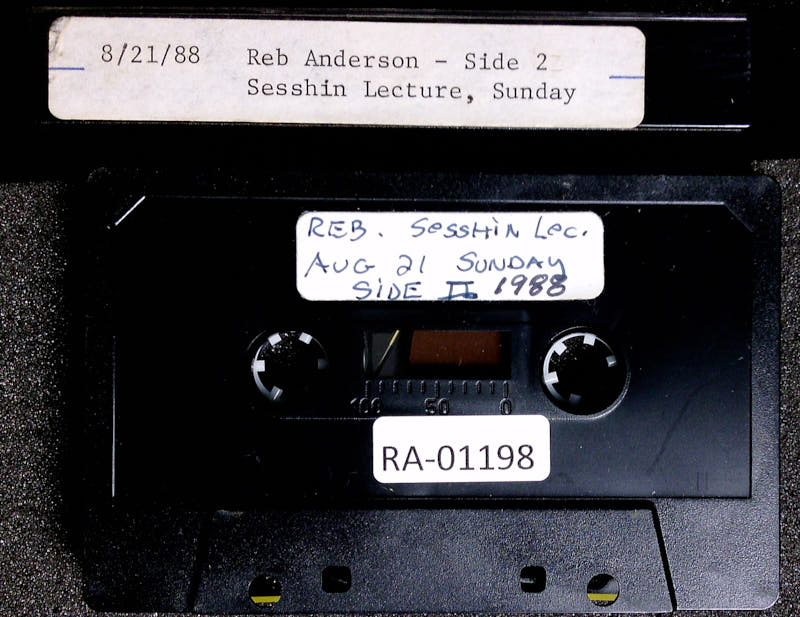 8/21/88 Reb Anderson - Side 2
Sesshin Lecture, Sunday
REB. SesSHiN Lec.
AUG 21 SUNDAY
SIDE II 1988
100 50 0
RA-01198